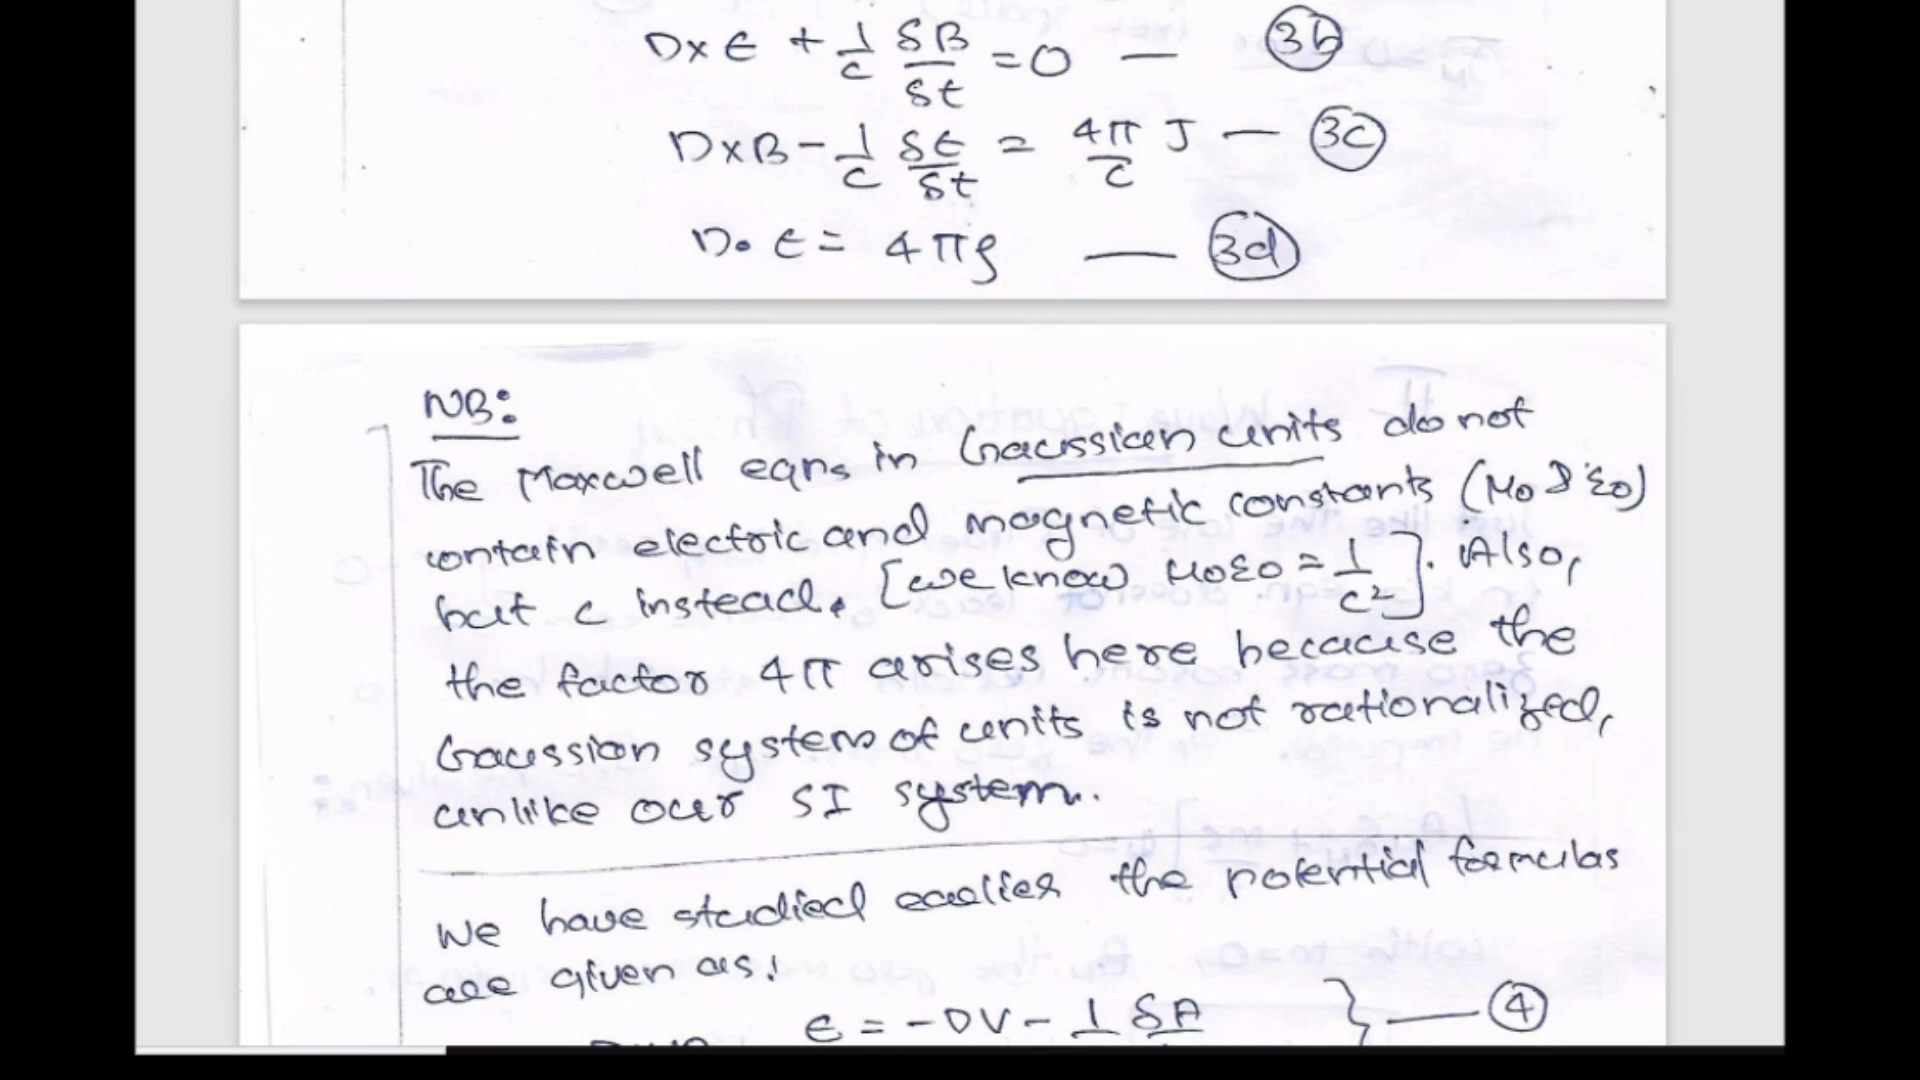 D×E + 1/c δB/δt = 0 — (3b)
D×B - 1/c δE/δt = 4π/c J — (3c)
D. E = 4πρ — (3d)
NB:
The Maxwell eqns in Gaussian units do not
contain electric and magnetic constants (μ0 & ε0)
but c instead. [we know μ0ε0 = 1/c²]. Also,
the factor 4π arises here because the
Gaussian system of units is not rationalized,
unlike our SI system.
We have studied earlier the potential formulas
are given as:
E = -DV - 1 δA } — (4)